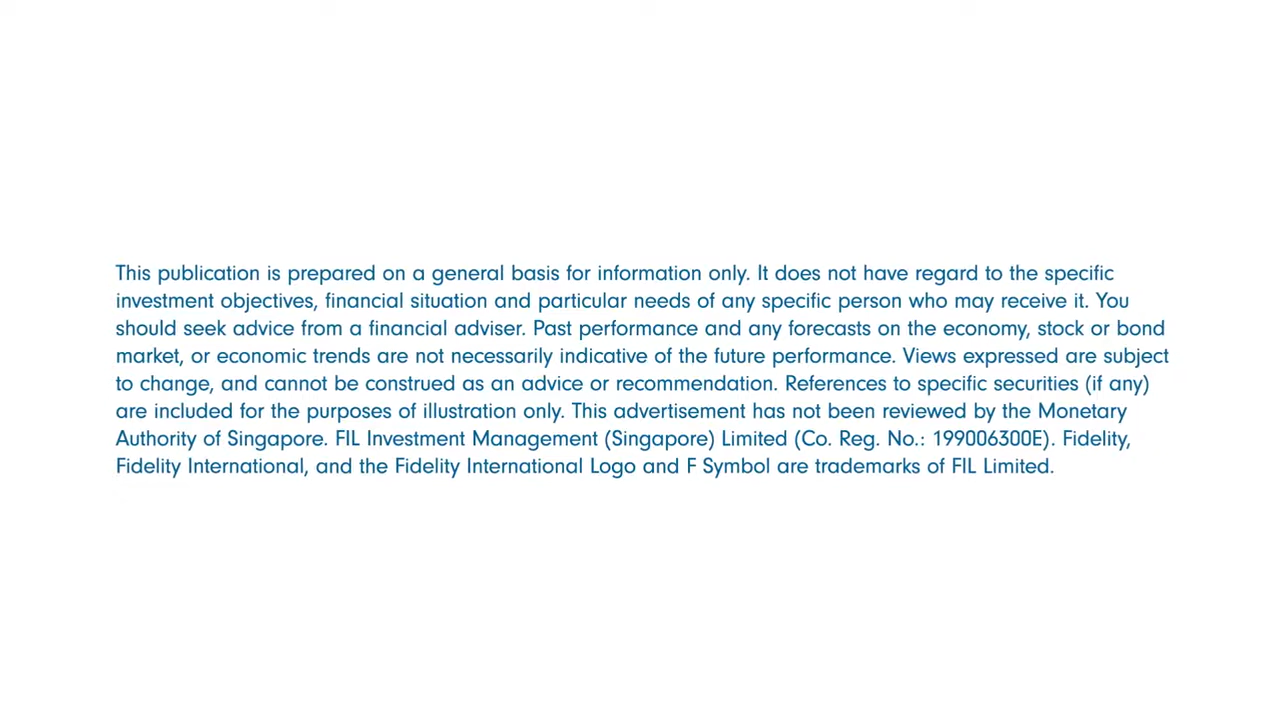 This publication is prepared on a general basis for information only. It does not have regard to the specific
investment objectives, financial situation and particular needs of any specific person who may receive it. You
should seek advice from a financial adviser. Past performance and any forecasts on the economy, stock or bond
market, or economic trends are not necessarily indicative of the future performance. Views expressed are subject
to change, and cannot be construed as an advice or recommendation. References to specific securities (if any)
are included for the purposes of illustration only. This advertisement has not been reviewed by the Monetary
Authority of Singapore. FIL Investment Management (Singapore) Limited (Co. Reg. No.: 199006300E). Fidelity,
Fidelity International, and the Fidelity International Logo and F Symbol are trademarks of FIL Limited.